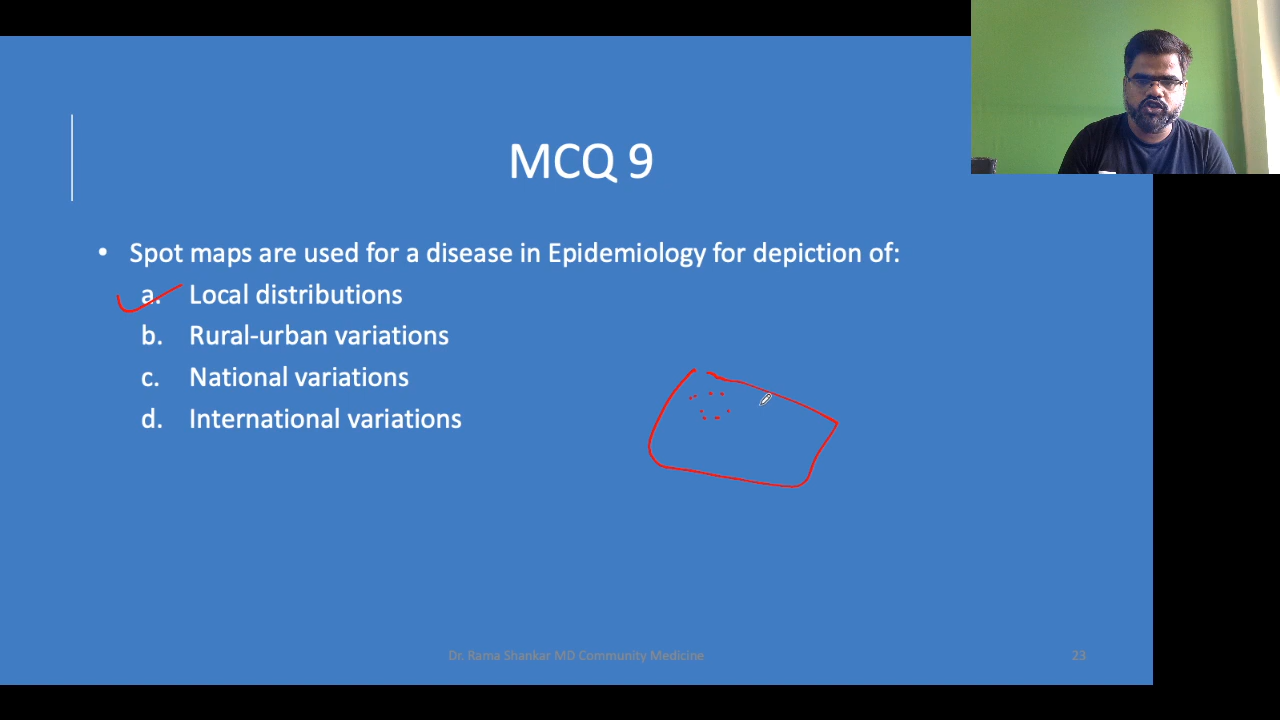 MCQ 9
• Spot maps are used for a disease in Epidemiology for depiction of:
a. Local distributions
b. Rural-urban variations
c. National variations
d. International variations
Dr. Rama Shankar MD Community Medicine
23